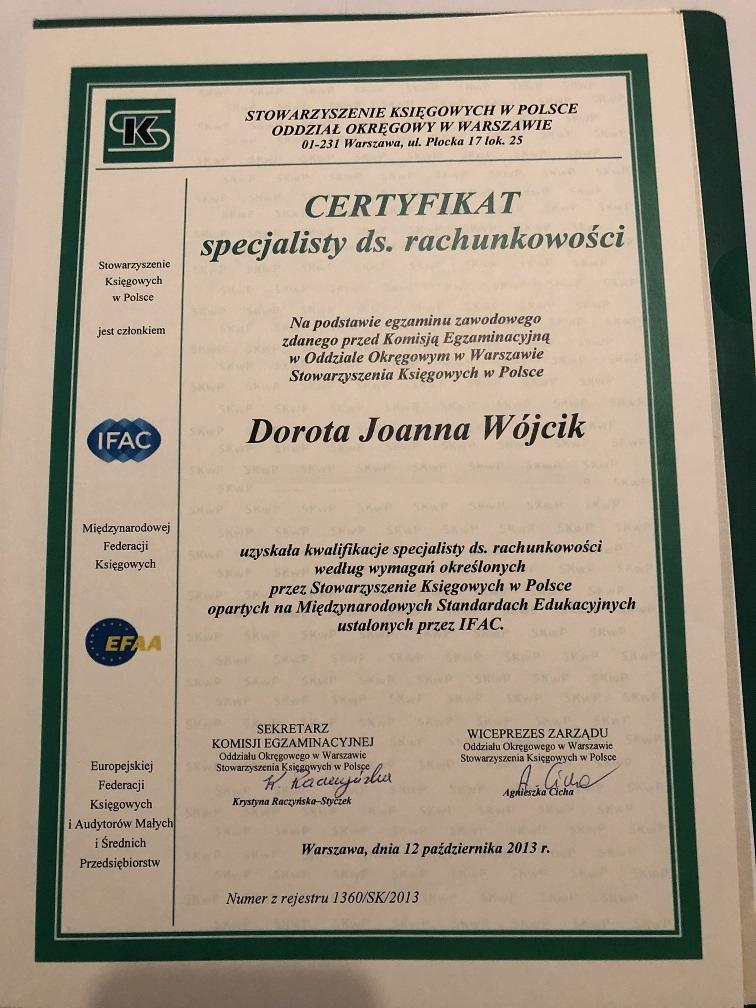 SKwP
STOWARZYSZENIE KSIĘGOWYCH W POLSCE
ODDZIAŁ OKRĘGOWY W WARSZAWIE
01-231 Warszawa, ul. Płocka 17 lok. 25
CERTYFIKAT
specjalisty ds. rachunkowości
Stowarzyszenie
Księgowych
w Polsce
jest członkiem
IFAC
Międzynarodowej
Federacji
Księgowych
EFAA
Europejskiej
Federacji
Księgowych
i Audytorów Małych
i Średnich
Przedsiębiorstw
Na podstawie egzaminu zawodowego
zdanego przed Komisją Egzaminacyjną
w Oddziale Okręgowym w Warszawie
Stowarzyszenia Księgowych w Polsce
Dorota Joanna Wójcik
uzyskała kwalifikacje specjalisty ds. rachunkowości
według wymagań określonych
przez Stowarzyszenie Księgowych w Polsce
opartych na Międzynarodowych Standardach Edukacyjnych
ustalonych przez IFAC.
SEKRETARZ
KOMISJI EGZAMINACYJNEJ
Oddziału Okręgowego w Warszawie
Stowarzyszenia Księgowych w Polsce
Krystyna Raczyńska–Styczek
WICEPREZES ZARZĄDU
Oddziału Okręgowego w Warszawie
Stowarzyszenia Księgowych w Polsce
Agnieszka Cicha
Warszawa, dnia 12 października 2013 r.
Numer z rejestru 1360/SK/2013